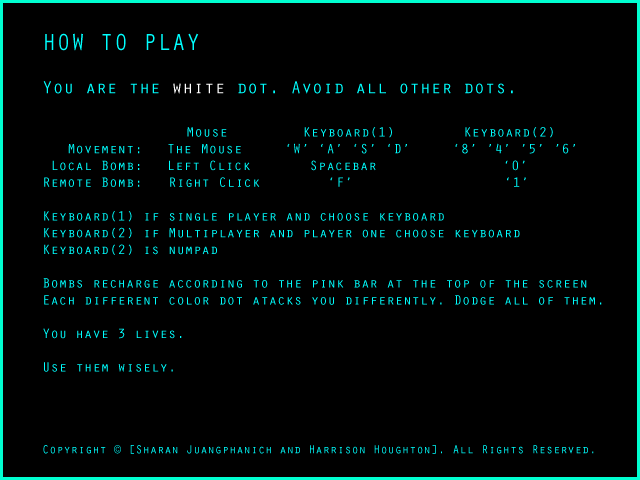 HOW TO PLAY
You are the white dot. Avoid all other dots.
Mouse Keyboard(1) Keyboard(2)
Movement: The Mouse 'W' 'A' 'S' 'D' '8' '4' '5' '6'
Local Bomb: Left Click Spacebar '0'
Remote Bomb: Right Click 'F' '1'
Keyboard(1) if single player and choose keyboard
Keyboard(2) if Multiplayer and player one choose keyboard
Keyboard(2) is numpad
Bombs recharge according to the pink bar at the top of the screen
Each different color dot atacks you differently. Dodge all of them.
You have 3 lives.
Use them wisely.
Copyright © [Sharan Juangphanich and Harrison Houghton]. All Rights Reserved.